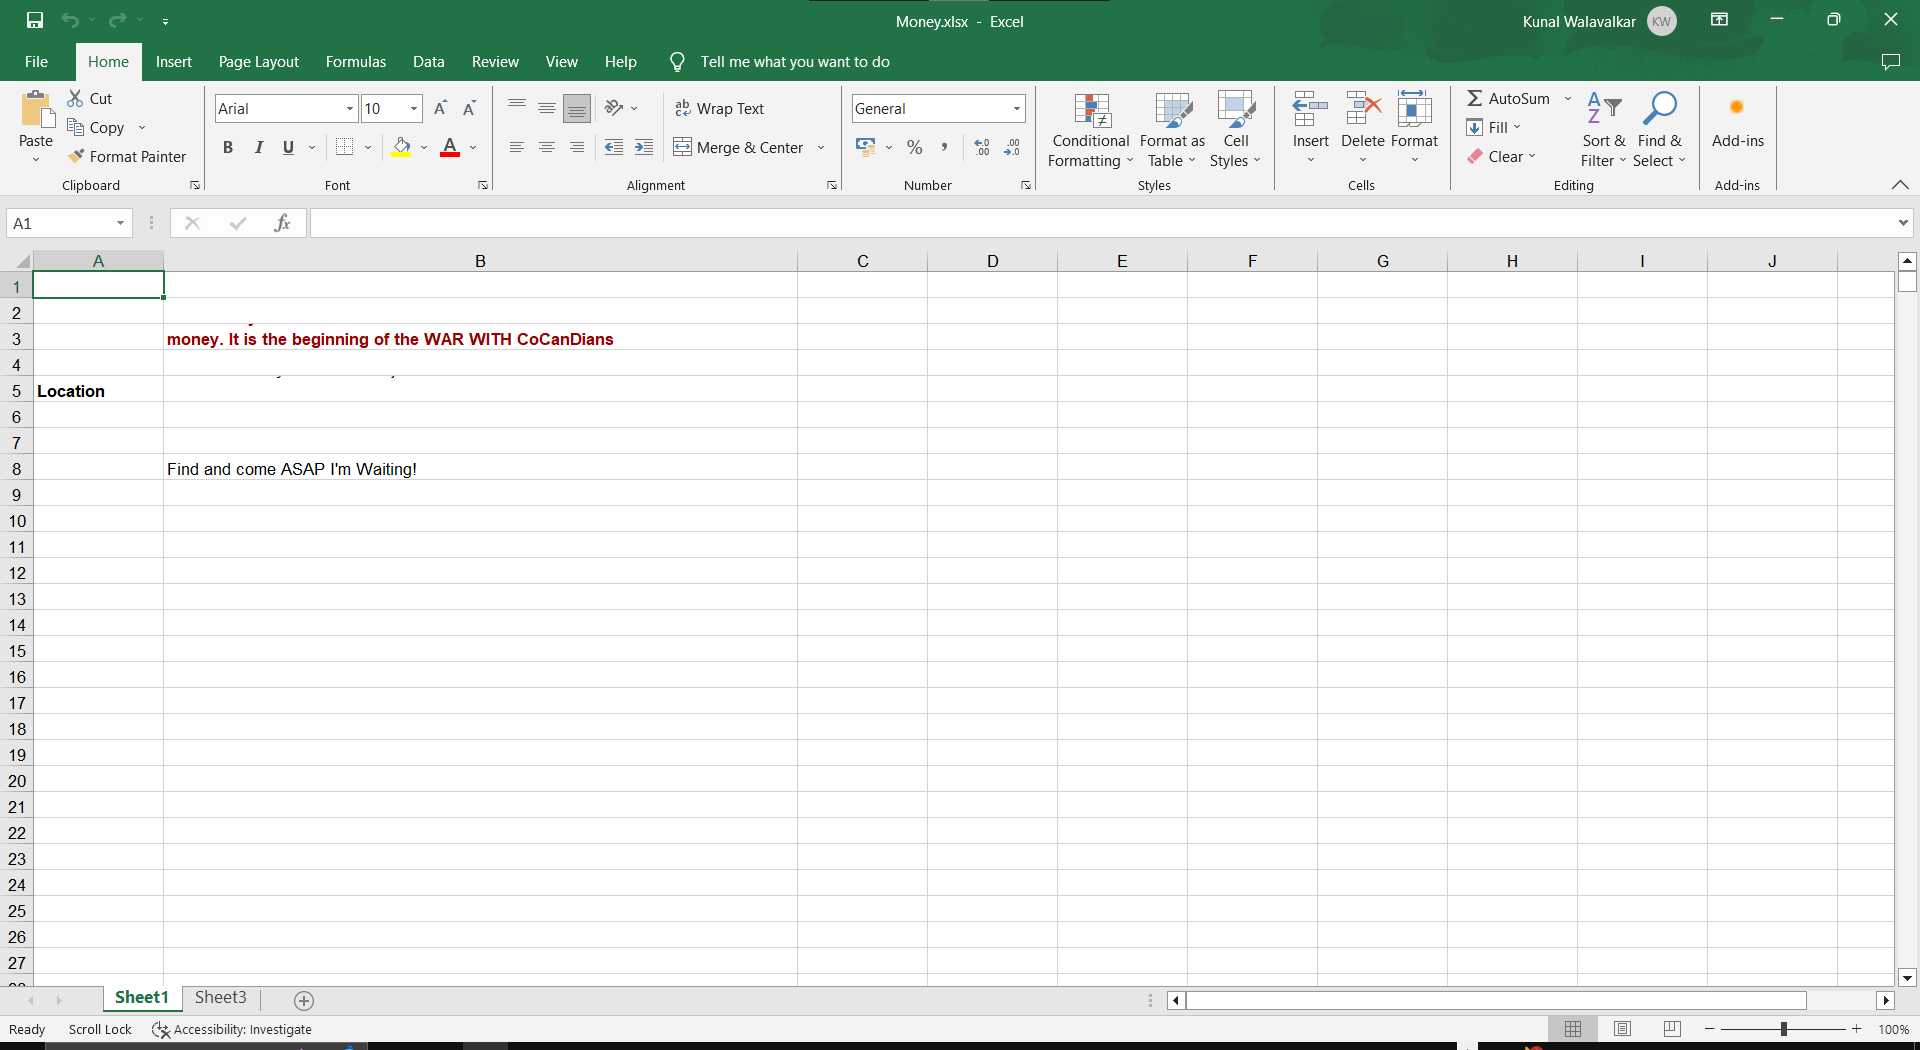 Money.xlsx - Excel
Kunal Walavalkar KW
File Home Insert Page Layout Formulas Data Review View Help Tell me what you want to do
Paste
Cut
Copy
Format Painter
Clipboard
Arial 10
B I U
Font
Wrap Text
Merge & Center
Alignment
General
Number
Conditional Formatting
Format as Table
Cell Styles
Styles
Insert
Delete
Format
Cells
AutoSum
Fill
Clear
Sort & Filter
Find & Select
Editing
Add-ins
Add-ins
A1
fx
A B C D E F G H I J
1
2
3 money. It is the beginning of the WAR WITH CoCanDians
4
5 Location
6
7
8 Find and come ASAP I'm Waiting!
9
10
11
12
13
14
15
16
17
18
19
20
21
22
23
24
25
26
27
Sheet1 Sheet3
Ready Scroll Lock Accessibility: Investigate 100%